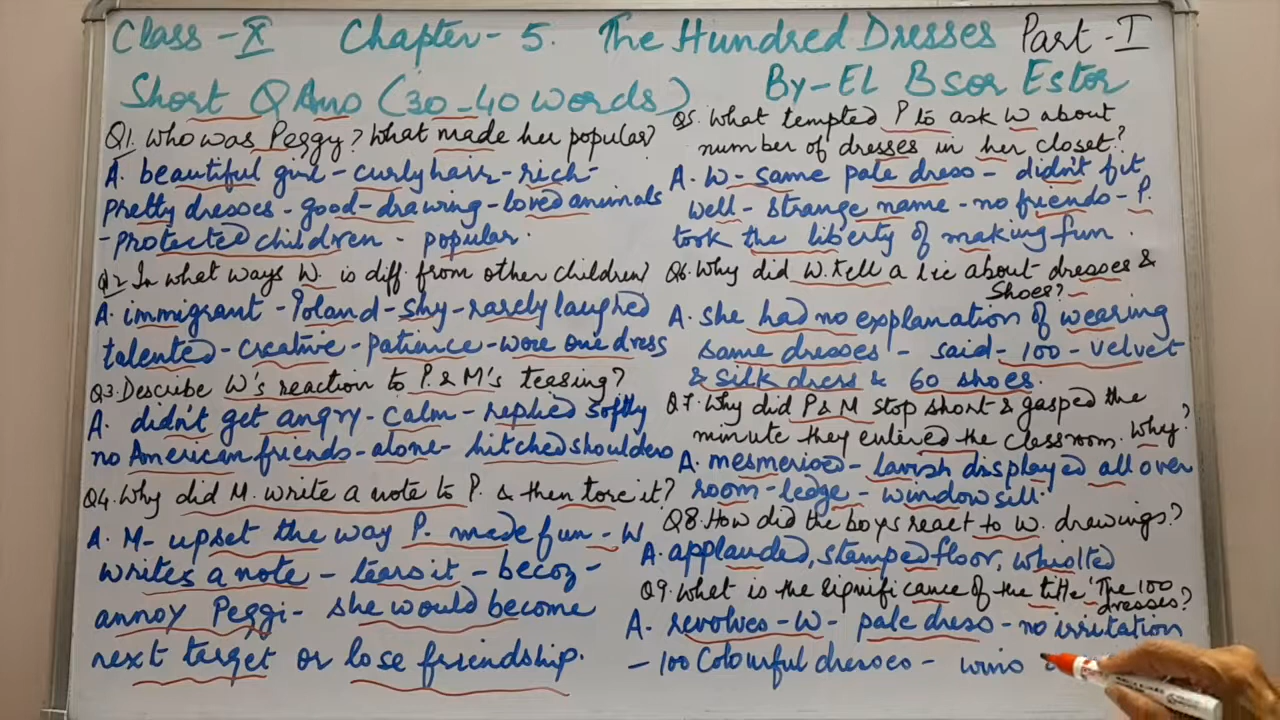 Class - X Chapter - 5. The Hundred Dresses Part - I
Short Q Ans (30-40 words) By - EL Bsor Ester
Q1. Who was Peggy? What made her popular?
A. beautiful girl - curly hair - rich -
pretty dresses - good - drawing - loved animals
- protected children - popular.
Q2 In what ways W. is diff. from other children?
A. immigrant - Poland - shy - rarely laughed
talented - creative - patience - wore one dress
Q3. Describe W's reaction to P. & M's teasing?
A. didn't get angry - calm - replied softly
no American friends - alone - hitched shoulders
Q4. Why did M. write a note to P. & then tore it?
A. M - upset the way P. made fun - W
writes a note - tears it - becoz -
annoy Peggi - she would become
next target or lose friendship.
Q5. What tempted P to ask W about
number of dresses in her closet?
A. W - same pale dress - didn't fit
well - strange name - no friends - P.
took the liberty of making fun.
Q6. Why did W. tell a lie about dresses &
Shoes?
A. She had no explanation of wearing
same dresses - said - 100 - velvet
& silk dress & 60 shoes.
Q7. Why did P & M stop short & gasped the
minute they entered the classroom. Why?
A. mesmerised - lavish displayed all over
room - ledge - windowsill.
Q8. How did the boys react to W. drawings?
A. applauded, stamped floor, whistled
Q9. What is the significance of the title 'The 100
dresses?
A. revolves - W - pale dress - no irritation
- 100 Colourful dresses - wins